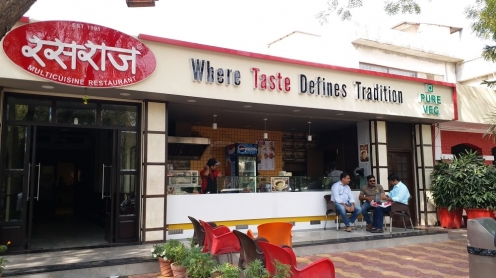 EST. 1981
रसराज
MULTICUISINE RESTAURANT
Where Taste Defines Tradition
PURE
VEG